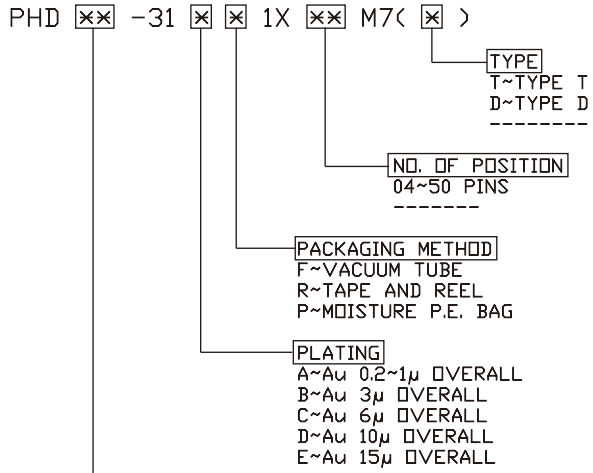 PHD ** -31 * * 1X ** M7( * )
TYPE
T~TYPE T
D~TYPE D
--------
NO. OF POSITION
04~50 PINS
-------
PACKAGING METHOD
F~VACUUM TUBE
R~TAPE AND REEL
P~MOISTURE P.E. BAG
PLATING
A~Au 0.2~1µ OVERALL
B~Au 3µ OVERALL
C~Au 6µ OVERALL
D~Au 10µ OVERALL
E~Au 15µ OVERALL